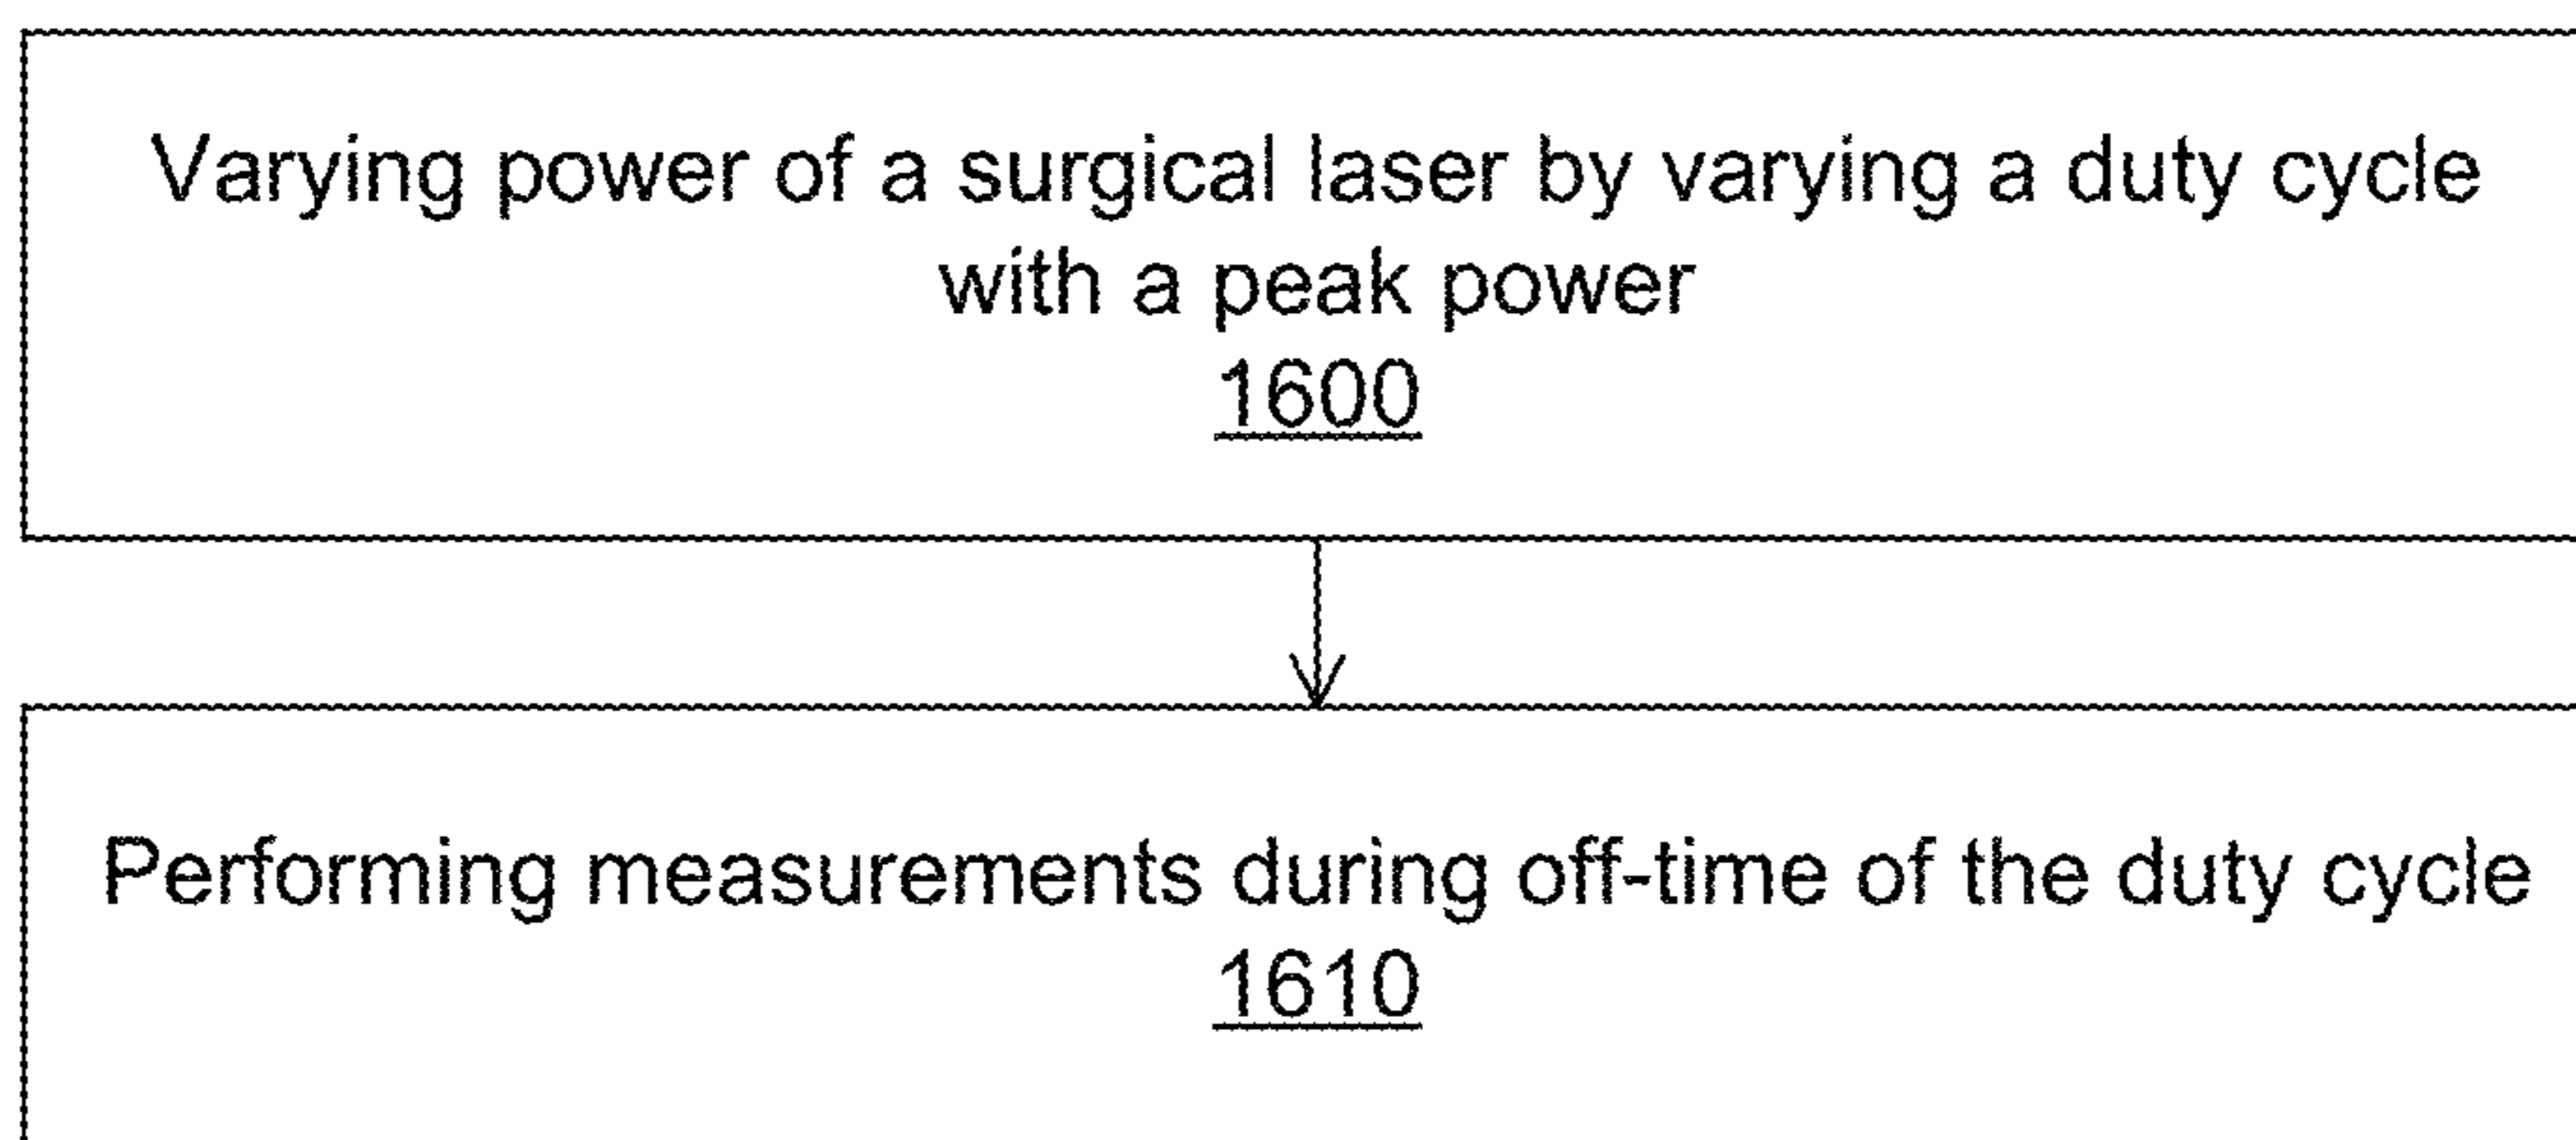 Varying power of a surgical laser by varying a duty cycle
with a peak power
1600
Performing measurements during off-time of the duty cycle
1610